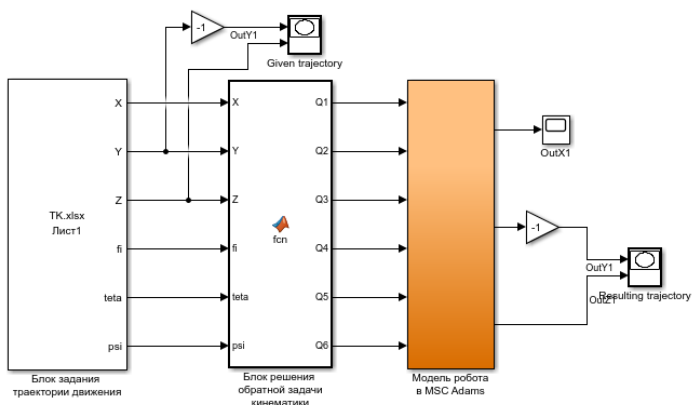 -1
OutY1
Given trajectory
X
Y
Z
fi
teta
psi
TK.xlsx
Лист1
Блок задания
траектории движения
X
Y
Z
fi
teta
psi
fcn
Q1
Q2
Q3
Q4
Q5
Q6
Блок решения
обратной задачи
кинематики
Модель робота
в MSC Adams
OutX1
-1
OutY1
OutZ1
Resulting trajectory